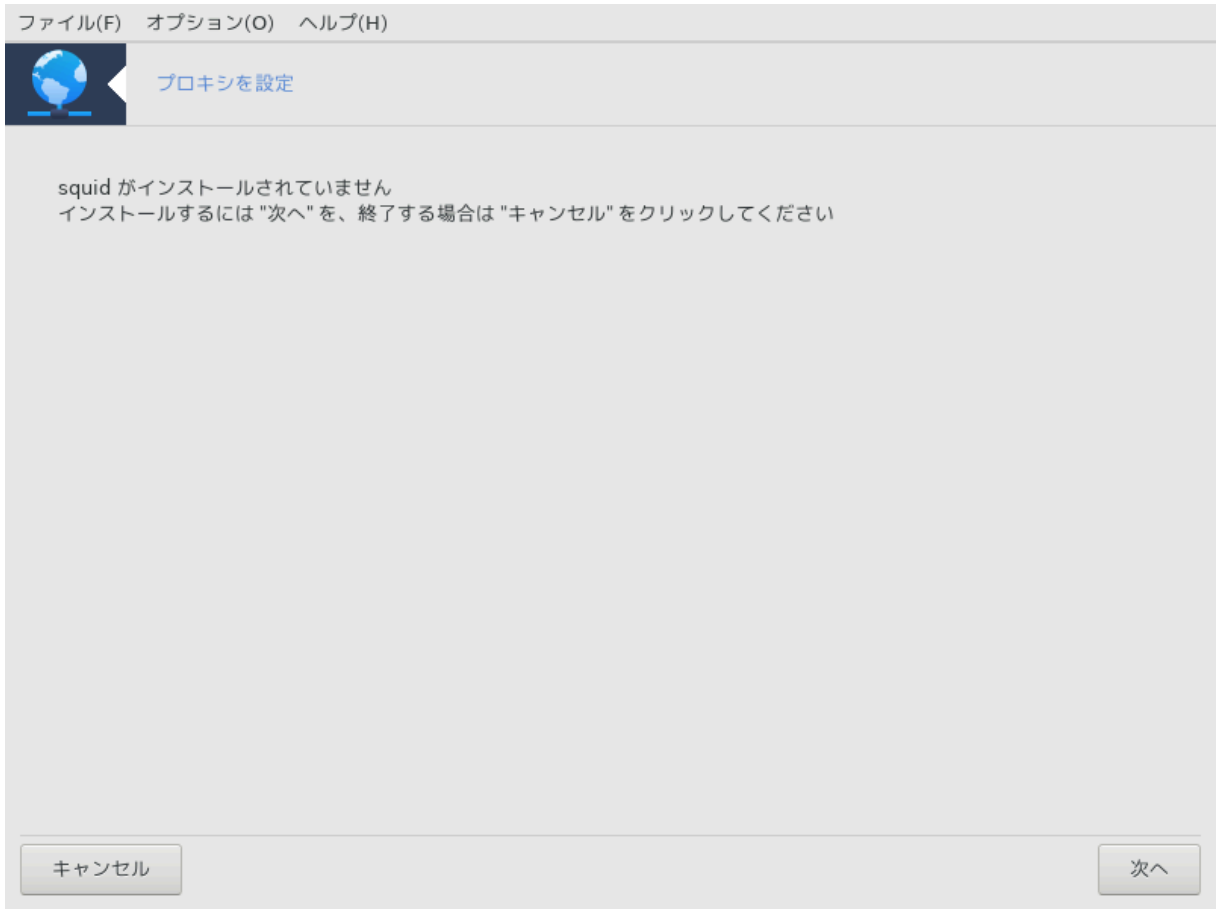 ファイル(F) オプション(O) ヘルプ(H)
プロキシを設定
squid がインストールされていません
インストールするには "次へ" を、終了する場合は "キャンセル" をクリックしてください
キャンセル
次へ